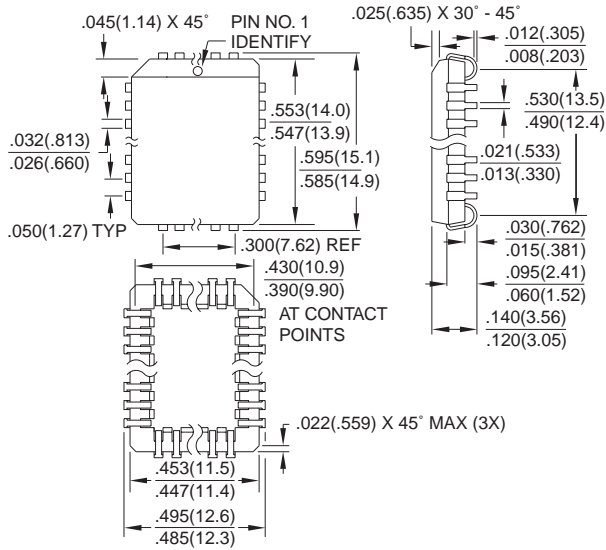 .045(1.14) X 45°
PIN NO. 1
IDENTIFY
.025(.635) X 30° - 45°
.012(.305)
.008(.203)
.553(14.0)
.547(13.9)
.530(13.5)
.490(12.4)
.032(.813)
.026(.660)
.595(15.1)
.585(14.9)
.021(.533)
.013(.330)
.050(1.27) TYP
.300(7.62) REF
.030(.762)
.015(.381)
.430(10.9)
.390(9.90)
AT CONTACT
POINTS
.095(2.41)
.060(1.52)
.140(3.56)
.120(3.05)
.022(.559) X 45° MAX (3X)
.453(11.5)
.447(11.4)
.495(12.6)
.485(12.3)